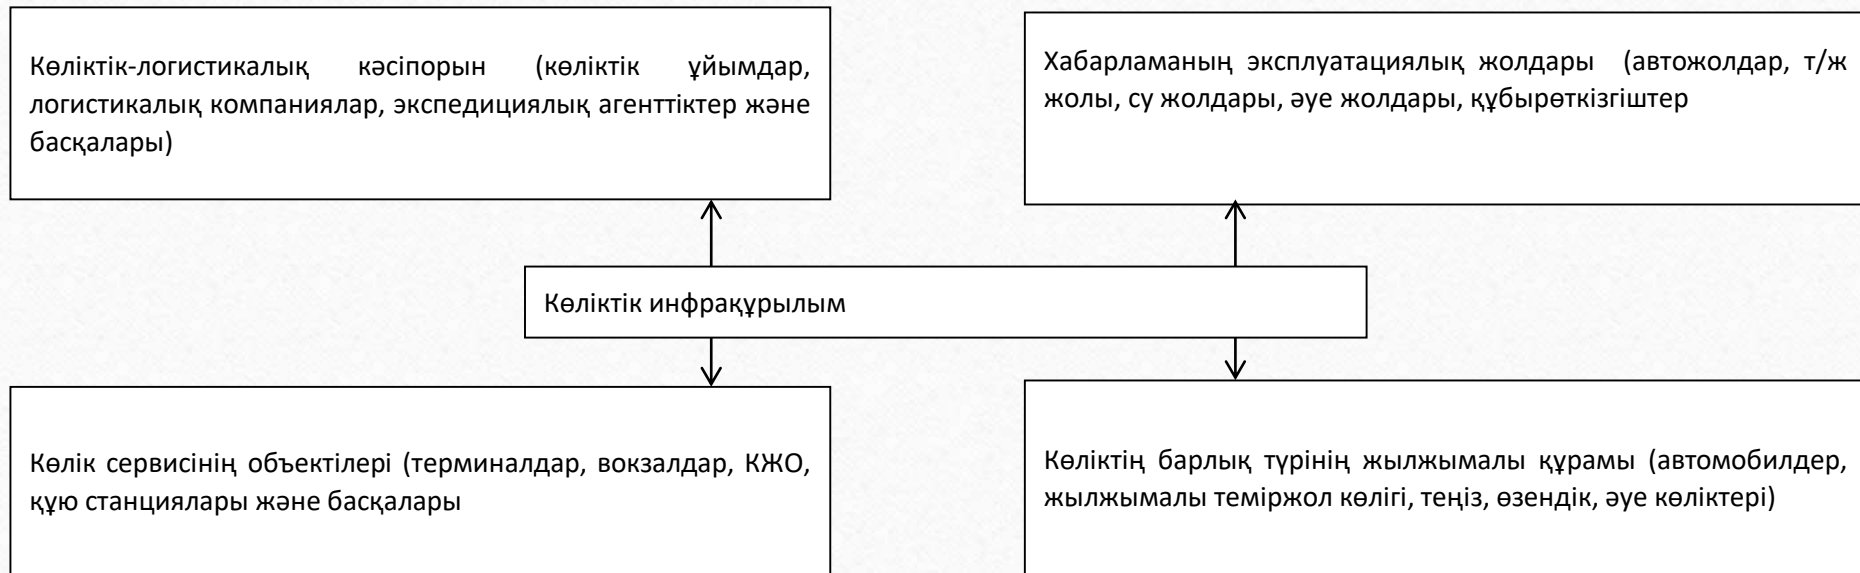 Көліктік-логистикалық кәсіпорын (көліктік ұйымдар,
логистикалық компаниялар, экспедициялық агенттіктер және
басқалары)
Хабарламаның эксплуатациялық жолдары (автожолдар, т/ж
жолы, су жолдары, әуе жолдары, құбырөткізгіштер
Көліктік инфрақұрылым
Көлік сервисінің объектілері (терминалдар, вокзалдар, КЖО,
құю станциялары және басқалары
Көліктің барлық түрінің жылжымалы құрамы (автомобилдер,
жылжымалы теміржол көлігі, теңіз, өзендік, әуе көліктері)